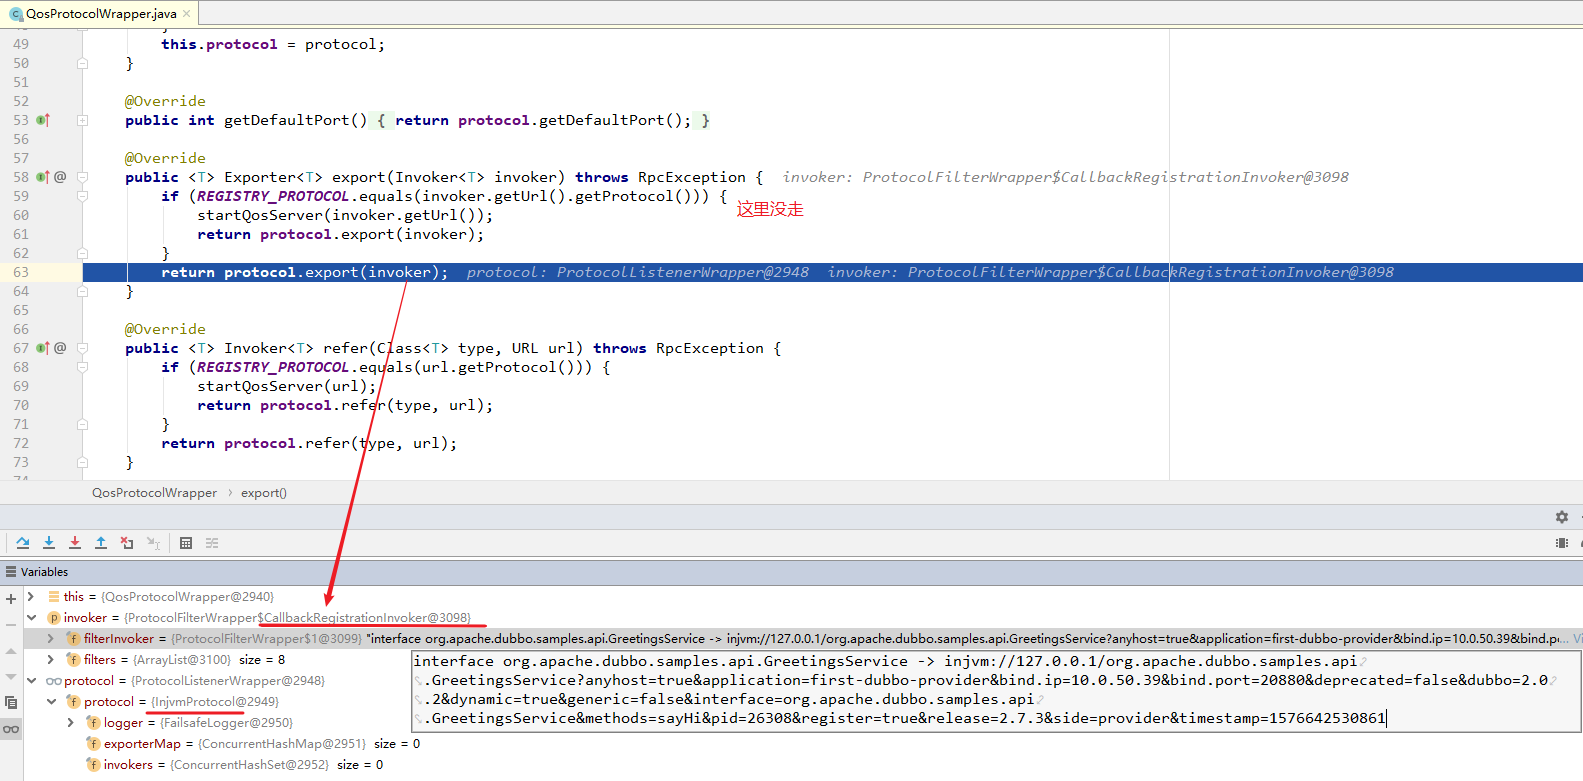 QosProtocolWrapper.java
49 this.protocol = protocol;
50 }
51
52 @Override
53 public int getDefaultPort() { return protocol.getDefaultPort(); }
56
57 @Override
58 @ public <T> Exporter<T> export(Invoker<T> invoker) throws RpcException { invoker: ProtocolFilterWrapper$CallbackRegistrationInvoker@3098
59 if (REGISTRY_PROTOCOL.equals(invoker.getUrl().getProtocol())) {
这里没走
60 startQosServer(invoker.getUrl());
61 return protocol.export(invoker);
62 }
63 return protocol.export(invoker); protocol: ProtocolListenerWrapper@2948 invoker: ProtocolFilterWrapper$CallbackRegistrationInvoker@3098
64 }
65
66 @Override
67 @ public <T> Invoker<T> refer(Class<T> type, URL url) throws RpcException {
68 if (REGISTRY_PROTOCOL.equals(url.getProtocol())) {
69 startQosServer(url);
70 return protocol.refer(type, url);
71 }
72 return protocol.refer(type, url);
73 }
QosProtocolWrapper › export()
Variables
this = {QosProtocolWrapper@2940}
invoker = {ProtocolFilterWrapper$CallbackRegistrationInvoker@3098}
filterInvoker = {ProtocolFilterWrapper$1@3099} "interface org.apache.dubbo.samples.api.GreetingsService -> injvm://127.0.0.1/org.apache.dubbo.samples.api.GreetingsService?anyhost=true&application=first-dubbo-provider&bind.ip=10.0.50.39&bind.po... Vi
filters = {ArrayList@3100} size = 8
interface org.apache.dubbo.samples.api.GreetingsService -> injvm://127.0.0.1/org.apache.dubbo.samples.api
.GreetingsService?anyhost=true&application=first-dubbo-provider&bind.ip=10.0.50.39&bind.port=20880&deprecated=false&dubbo=2.0
.2&dynamic=true&generic=false&interface=org.apache.dubbo.samples.api
.GreetingsService&methods=sayHi&pid=26308&register=true&release=2.7.3&side=provider&timestamp=1576642530861
protocol = {ProtocolListenerWrapper@2948}
protocol = {InjvmProtocol@2949}
logger = {FailsafeLogger@2950}
exporterMap = {ConcurrentHashMap@2951} size = 0
invokers = {ConcurrentHashSet@2952} size = 0